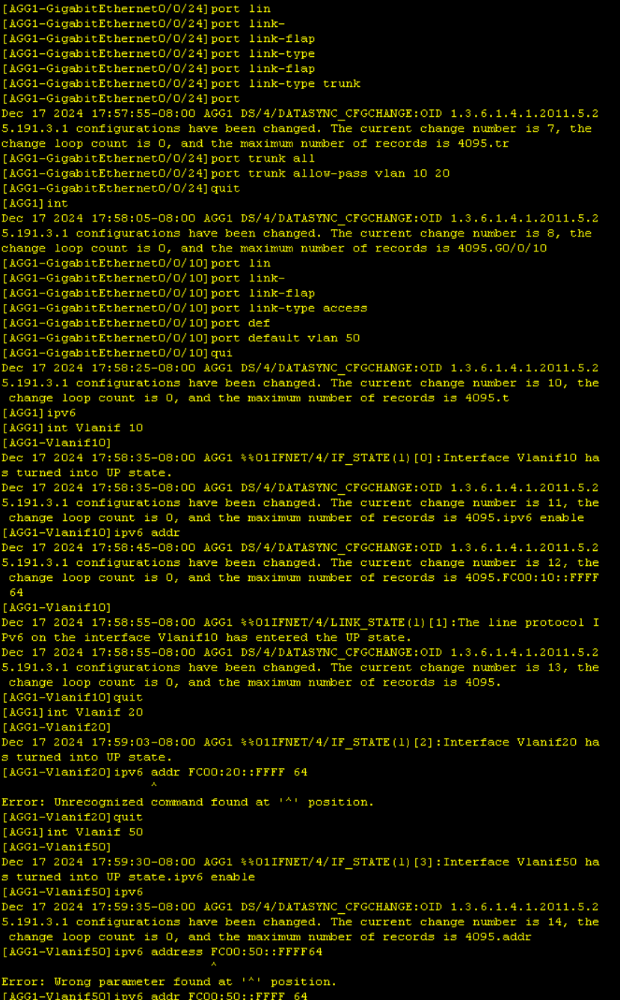 [AGG1-GigabitEthernet0/0/24]port lin
[AGG1-GigabitEthernet0/0/24]port link-
[AGG1-GigabitEthernet0/0/24]port link-flap
[AGG1-GigabitEthernet0/0/24]port link-type
[AGG1-GigabitEthernet0/0/24]port link-flap
[AGG1-GigabitEthernet0/0/24]port link-type trunk
[AGG1-GigabitEthernet0/0/24]port
Dec 17 2024 17:57:55-08:00 AGG1 DS/4/DATASYNC_CFGCHANGE:OID 1.3.6.1.4.1.2011.5.2
5.191.3.1 configurations have been changed. The current change number is 7, the
change loop count is 0, and the maximum number of records is 4095.tr
[AGG1-GigabitEthernet0/0/24]port trunk all
[AGG1-GigabitEthernet0/0/24]port trunk allow-pass vlan 10 20
[AGG1-GigabitEthernet0/0/24]quit
[AGG1]int
Dec 17 2024 17:58:05-08:00 AGG1 DS/4/DATASYNC_CFGCHANGE:OID 1.3.6.1.4.1.2011.5.2
5.191.3.1 configurations have been changed. The current change number is 8, the
change loop count is 0, and the maximum number of records is 4095.G0/0/10
[AGG1-GigabitEthernet0/0/10]port lin
[AGG1-GigabitEthernet0/0/10]port link-
[AGG1-GigabitEthernet0/0/10]port link-flap
[AGG1-GigabitEthernet0/0/10]port link-type access
[AGG1-GigabitEthernet0/0/10]port def
[AGG1-GigabitEthernet0/0/10]port default vlan 50
[AGG1-GigabitEthernet0/0/10]qui
Dec 17 2024 17:58:25-08:00 AGG1 DS/4/DATASYNC_CFGCHANGE:OID 1.3.6.1.4.1.2011.5.2
5.191.3.1 configurations have been changed. The current change number is 10, the
change loop count is 0, and the maximum number of records is 4095.t
[AGG1]ipv6
[AGG1]int Vlanif 10
[AGG1-Vlanif10]
Dec 17 2024 17:58:35-08:00 AGG1 %%01IFNET/4/IF_STATE(l)[0]:Interface Vlanif10 ha
s turned into UP state.
Dec 17 2024 17:58:35-08:00 AGG1 DS/4/DATASYNC_CFGCHANGE:OID 1.3.6.1.4.1.2011.5.2
5.191.3.1 configurations have been changed. The current change number is 11, the
change loop count is 0, and the maximum number of records is 4095.ipv6 enable
[AGG1-Vlanif10]ipv6 addr
Dec 17 2024 17:58:45-08:00 AGG1 DS/4/DATASYNC_CFGCHANGE:OID 1.3.6.1.4.1.2011.5.2
5.191.3.1 configurations have been changed. The current change number is 12, the
change loop count is 0, and the maximum number of records is 4095.FC00:10::FFFF
64
[AGG1-Vlanif10]
Dec 17 2024 17:58:55-08:00 AGG1 %%01IFNET/4/LINK_STATE(l)[1]:The line protocol I
Pv6 on the interface Vlanif10 has entered the UP state.
Dec 17 2024 17:58:55-08:00 AGG1 DS/4/DATASYNC_CFGCHANGE:OID 1.3.6.1.4.1.2011.5.2
5.191.3.1 configurations have been changed. The current change number is 13, the
change loop count is 0, and the maximum number of records is 4095.
[AGG1-Vlanif10]quit
[AGG1]int Vlanif 20
[AGG1-Vlanif20]
Dec 17 2024 17:59:03-08:00 AGG1 %%01IFNET/4/IF_STATE(l)[2]:Interface Vlanif20 ha
s turned into UP state.
[AGG1-Vlanif20]ipv6 addr FC00:20::FFFF 64
^
Error: Unrecognized command found at '^' position.
[AGG1-Vlanif20]quit
[AGG1]int Vlanif 50
[AGG1-Vlanif50]
Dec 17 2024 17:59:30-08:00 AGG1 %%01IFNET/4/IF_STATE(l)[3]:Interface Vlanif50 ha
s turned into UP state.ipv6 enable
[AGG1-Vlanif50]ipv6
Dec 17 2024 17:59:35-08:00 AGG1 DS/4/DATASYNC_CFGCHANGE:OID 1.3.6.1.4.1.2011.5.2
5.191.3.1 configurations have been changed. The current change number is 14, the
change loop count is 0, and the maximum number of records is 4095.addr
[AGG1-Vlanif50]ipv6 address FC00:50::FFFF64
^
Error: Wrong parameter found at '^' position.
[AGG1-Vlanif50]ipv6 addr FC00:50::FFFF 64